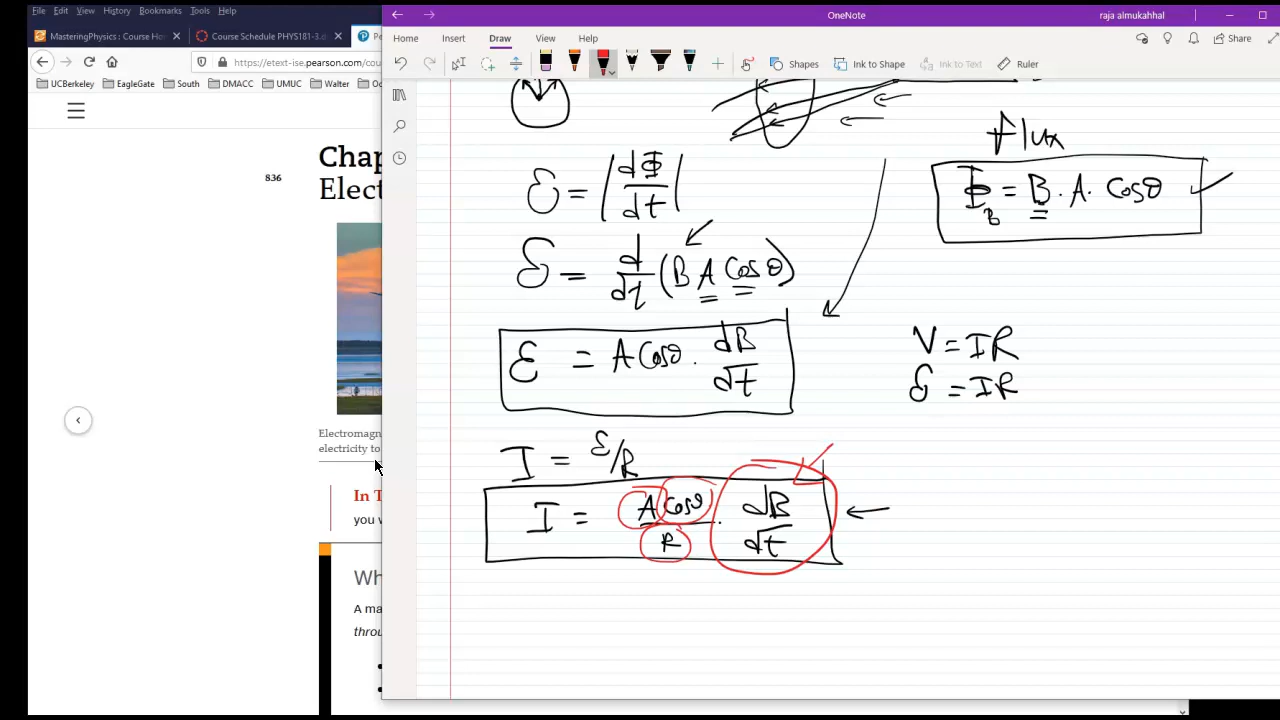 File Edit View History Bookmarks Tools Help
MasteringPhysics : Course Ho
Course Schedule PHYS181-3.d
Pe
https://etext-ise.pearson.com/cou
UCBerkeley EagleGate South DMACC UMUC Walter Oc
836
Chap
Elect
Electromagn
electricity to
In T
you v
Wh
A ma
throu
OneNote
raja almukahhal
Home Insert Draw View Help
Share
Shapes Ink to Shape Ink to Text Ruler
flux
Φ_B = B · A · Cosθ
ℰ = |dΦ/dt|
ℰ = d/dt (B A Cosθ)
ℰ = A Cosθ · dB/dt
V = IR
ℰ = IR
I = ℰ/R
I = A Cosθ/R · dB/dt